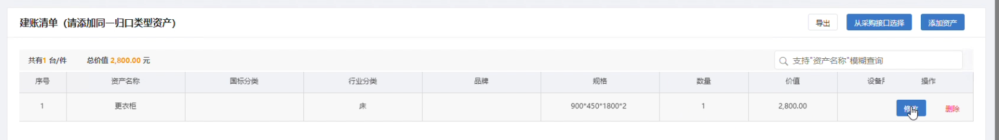 建账清单（请添加同一归口类型资产） 导出 从采购接口选择 添加资产
共有1 台/件 总价值 2,800.00 元 支持"资产名称"模糊查询
序号 资产名称 国标分类 行业分类 品牌 规格 数量 价值 设备 操作
1 更衣柜 床 900*450*1800*2 1 2,800.00 修 删除